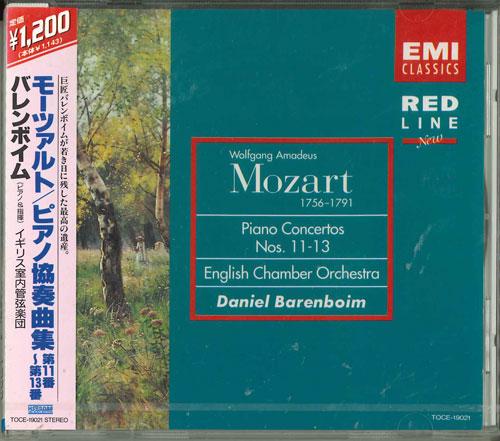 定価
¥1,200
(本体¥1,143)
巨匠バレンボイムが若き日に残した最高の遺産。
モーツァルト/ピアノ協奏曲集 第11番〜第13番
バレンボイム(ピアノ&指揮) イギリス室内管弦楽団
TOCE-19021 STEREO
EMI
CLASSICS
RED
LINE
New
Wolfgang Amadeus
Mozart
1756-1791
Piano Concertos
Nos. 11-13
English Chamber Orchestra
Daniel Barenboim
TOCE-19021